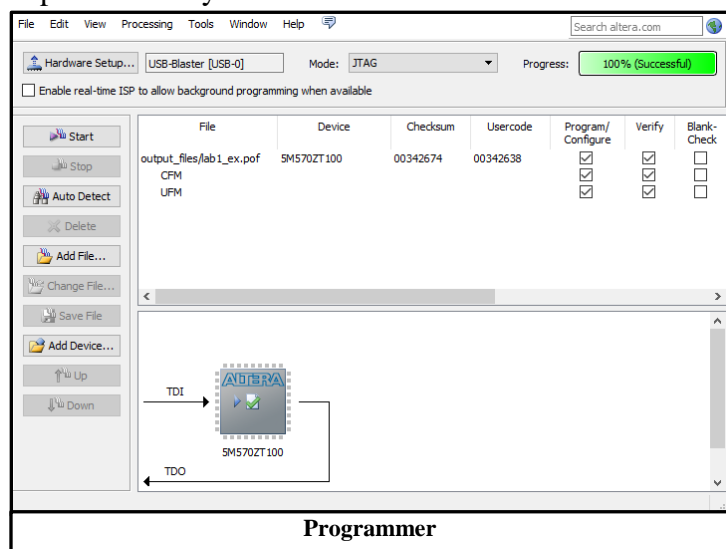 File Edit View Processing Tools Window Help Search altera.com
Hardware Setup... USB-Blaster [USB-0] Mode: JTAG Progress: 100% (Successful)
Enable real-time ISP to allow background programming when available
Start
Stop
Auto Detect
Delete
Add File...
Change File...
Save File
Add Device...
Up
Down
File Device Checksum Usercode Program/ Configure Verify Blank- Check
output_files/lab1_ex.pof 5M570ZT100 00342674 00342638
CFM
UFM
TDI
ALTERA
5M570ZT100
TDO
Programmer